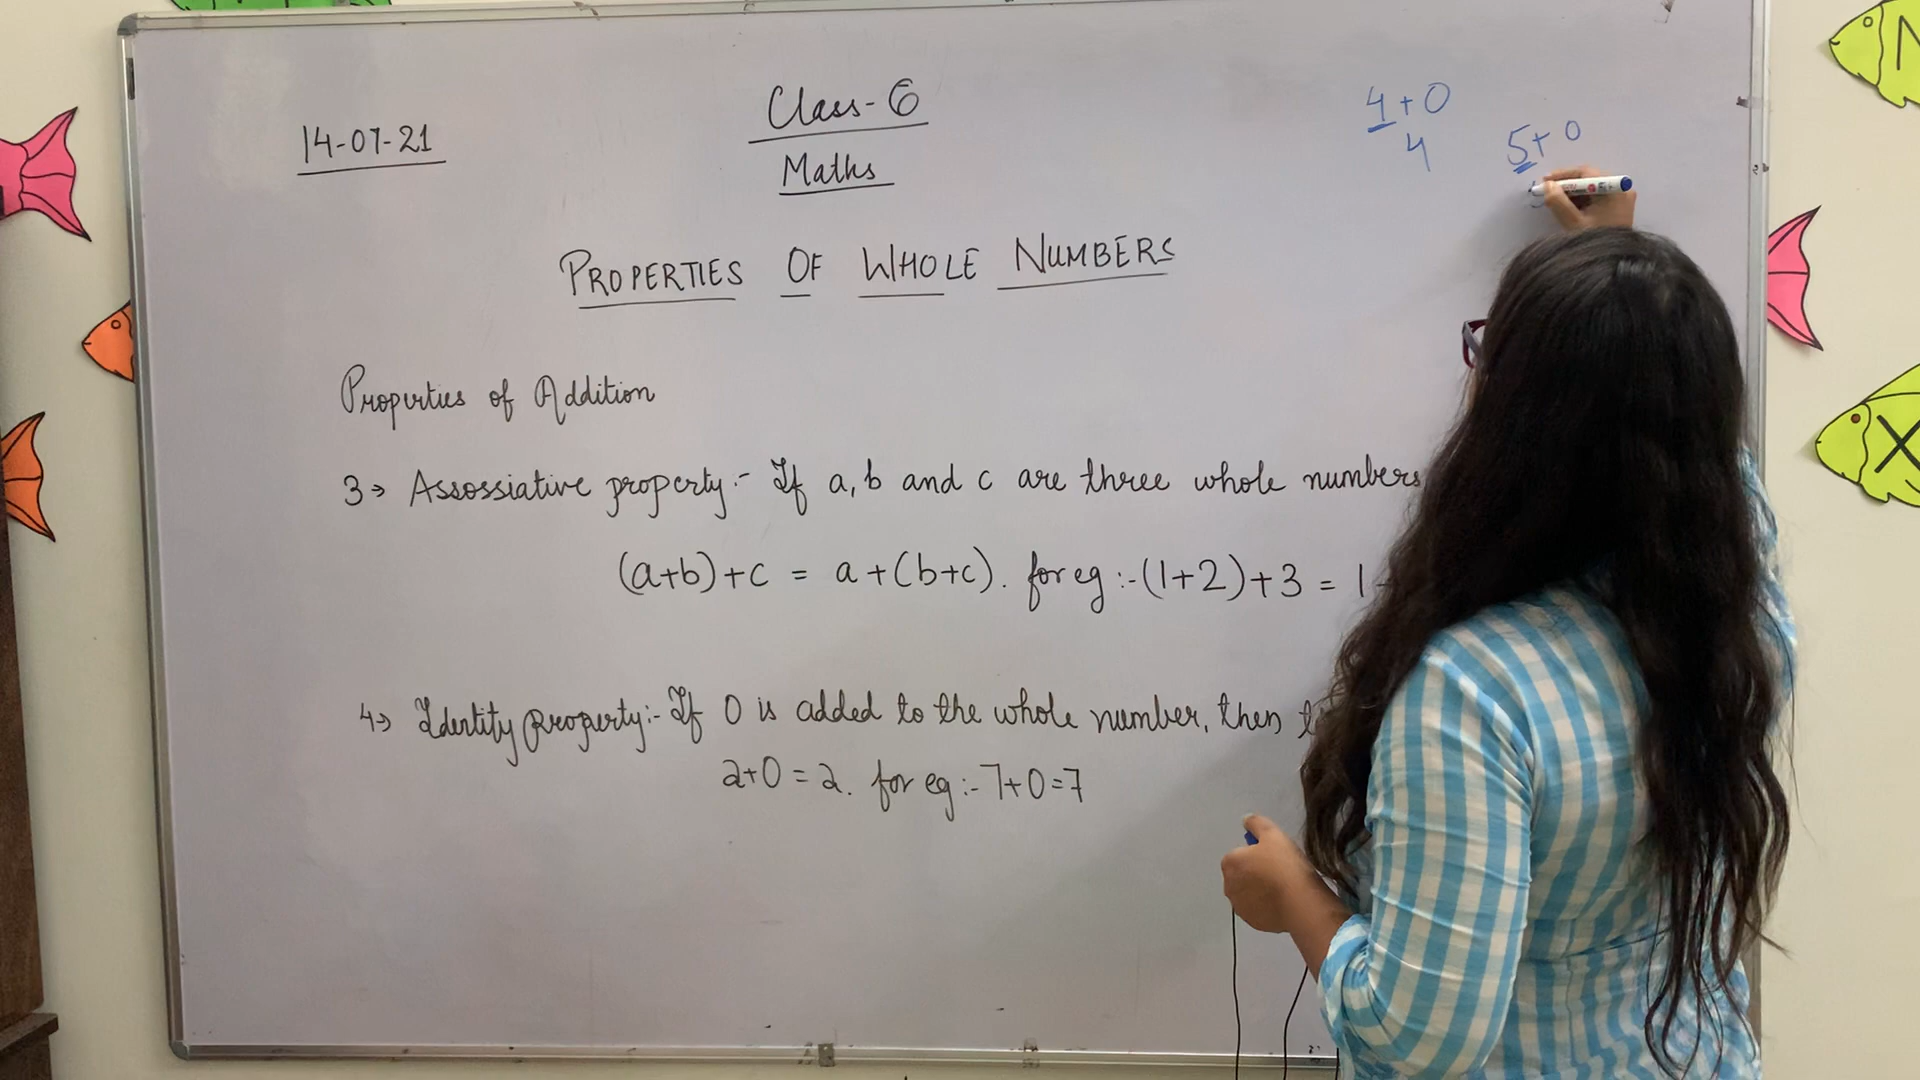 14-07-21
Class-6
Maths
4+0
4
5+0
5
PROPERTIES OF WHOLE NUMBERS
Properties of Addition
3→ Assossiative property:- If a, b and c are three whole numbers
(a+b)+c = a+(b+c). for eg:-(1+2)+3 = 1+
4→ Identity Property:- If 0 is added to the whole number, then
a+0=a. for eg:- 7+0=7
N
X